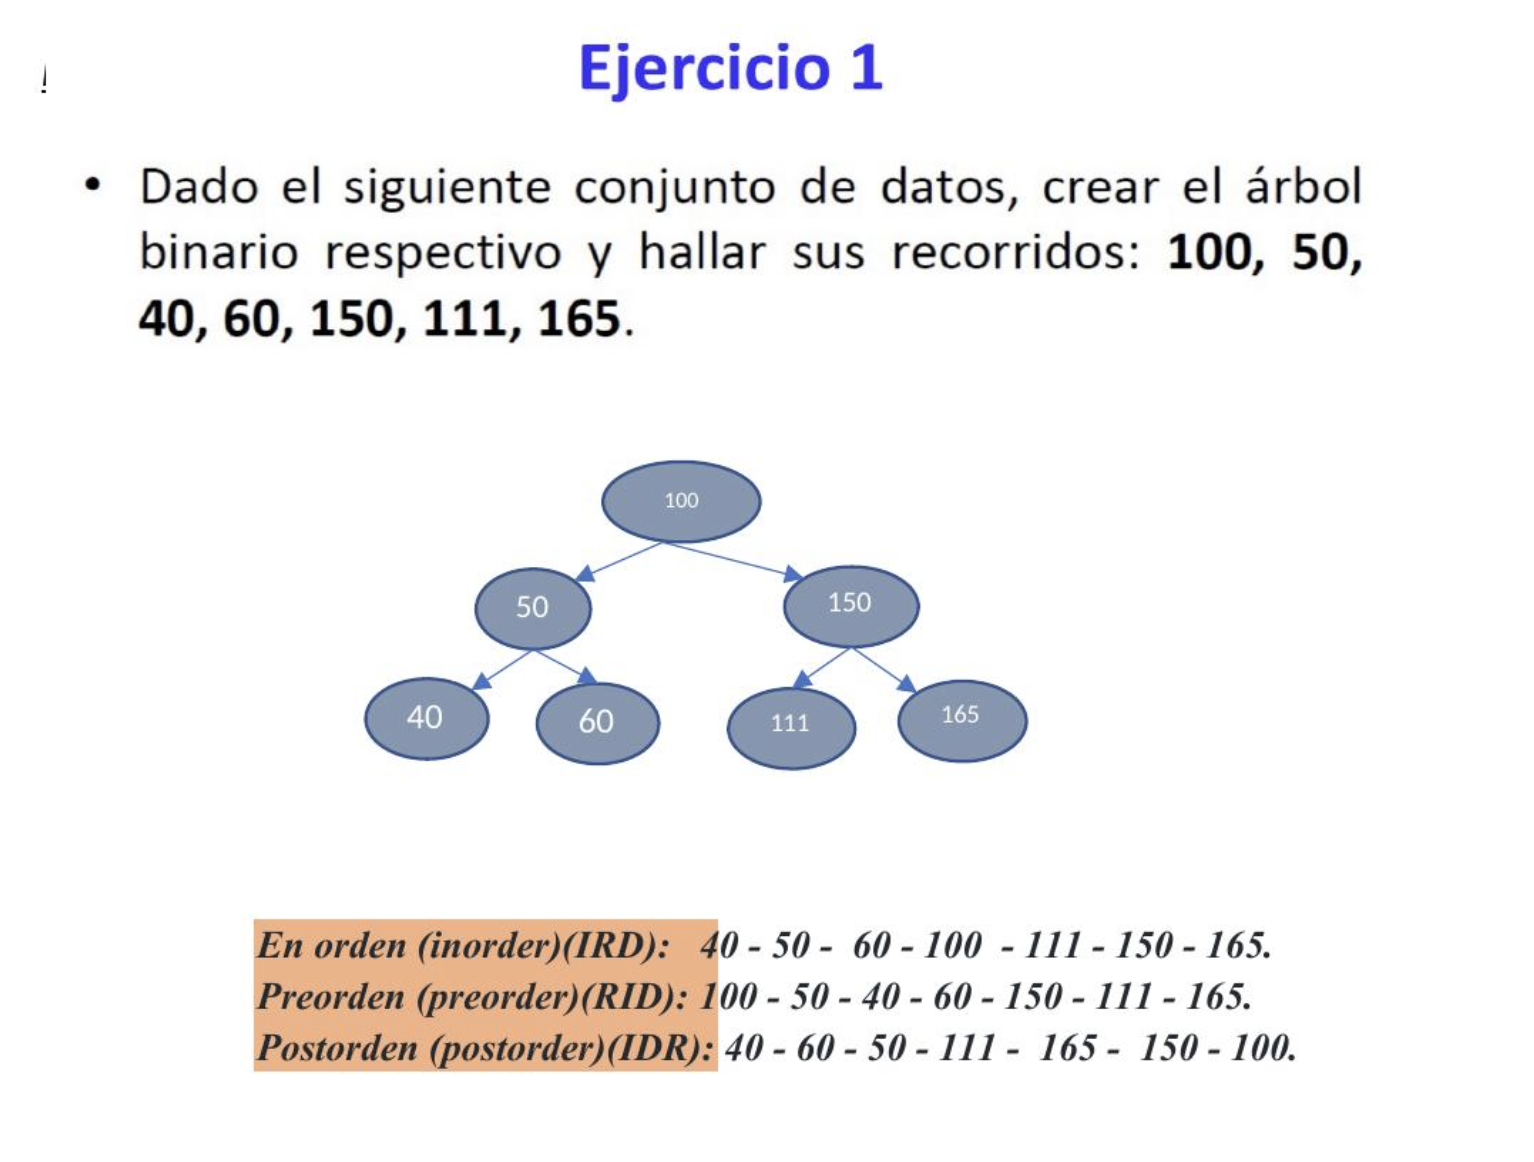 Ejercicio 1
• Dado el siguiente conjunto de datos, crear el árbol
binario respectivo y hallar sus recorridos: 100, 50,
40, 60, 150, 111, 165.
100
50
150
40
60
111
165
En orden (inorder)(IRD): 40 - 50 - 60 - 100 - 111 - 150 - 165.
Preorden (preorder)(RID): 100 - 50 - 40 - 60 - 150 - 111 - 165.
Postorden (postorder)(IDR): 40 - 60 - 50 - 111 - 165 - 150 - 100.